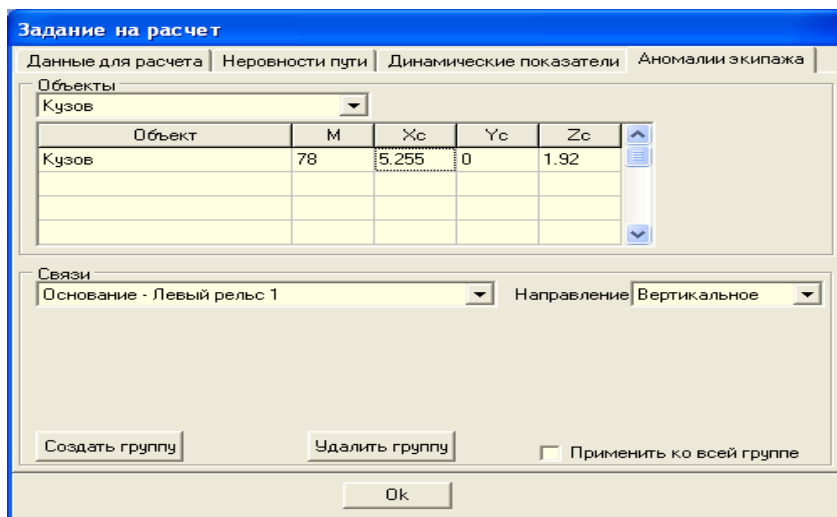 Задание на расчет
Данные для расчета Неровности пути Динамические показатели Аномалии экипажа
Объекты
Кузов
Объект M Xc Yc Zc
Кузов 78 5.255 0 1.92
Связи
Основание - Левый рельс 1 Направление Вертикальное
Создать группу Удалить группу Применить ко всей группе
Ok